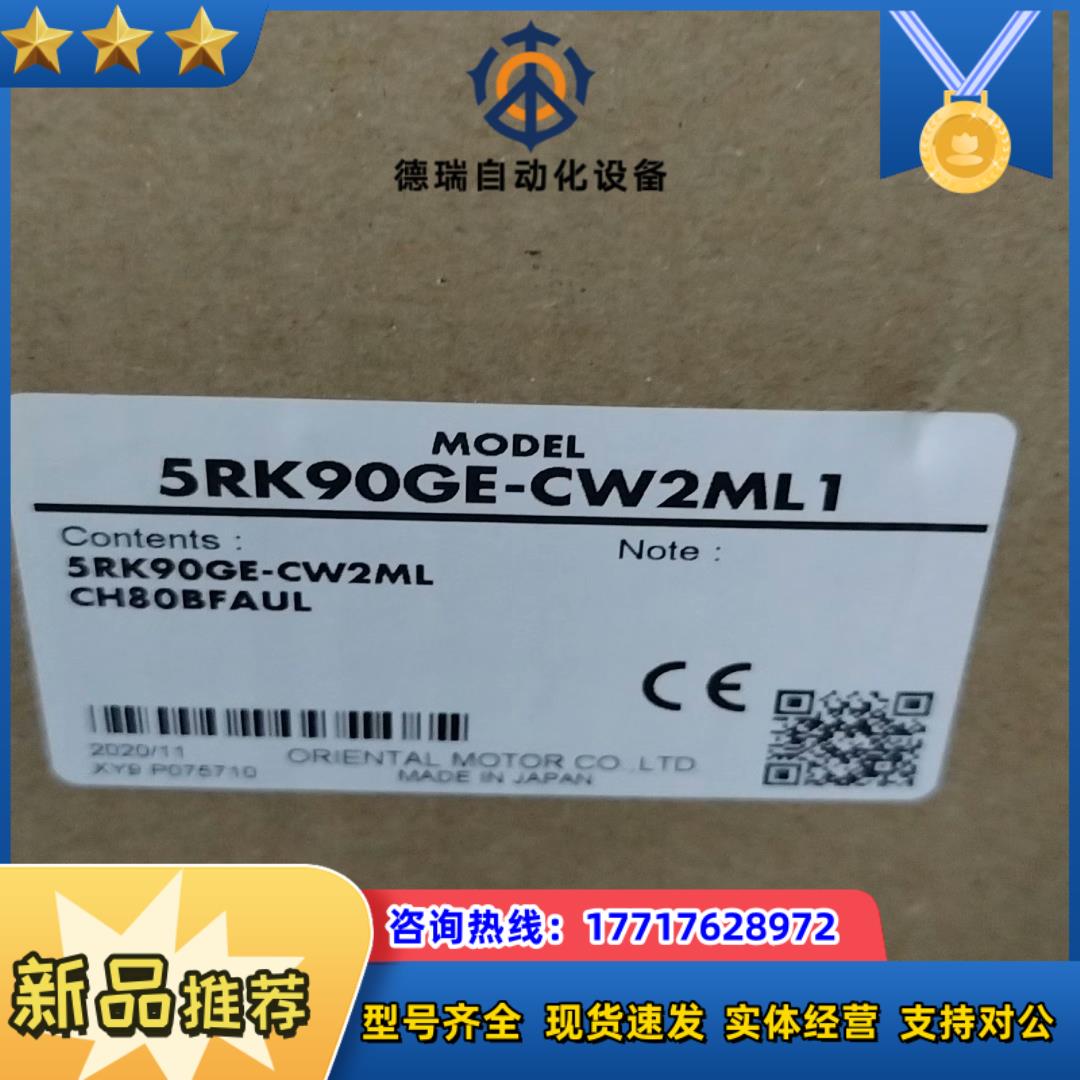 德瑞自动化设备
MODEL
5RK90GE-CW2ML1
Contents :
Note :
5RK90GE-CW2ML
CH80BFAUL
2020/11
XY9 P075710
ORIENTAL MOTOR CO.,LTD.
MADE IN JAPAN
咨询热线：17717628972
新品推荐
型号齐全 现货速发 实体经营 支持对公